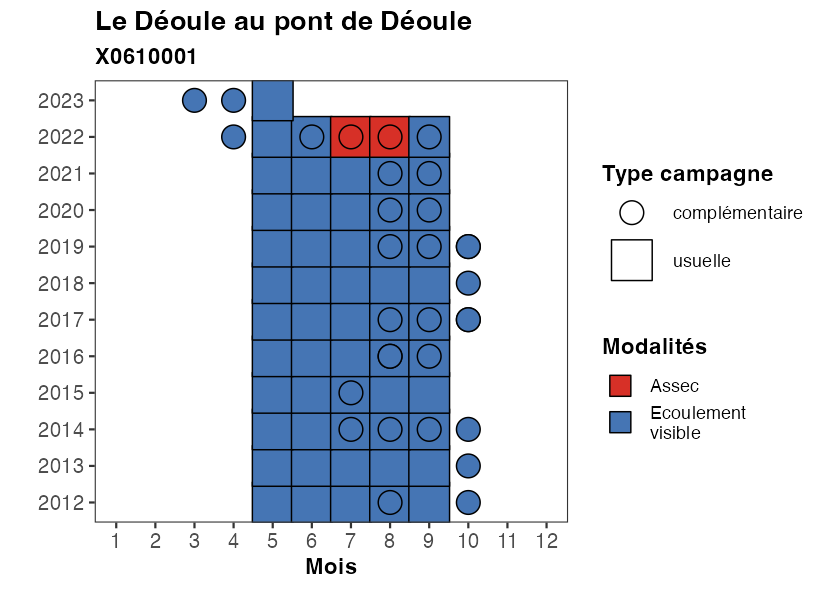 Le Déoule au pont de Déoule
X0610001
2023
2022
2021
2020
2019
2018
2017
2016
2015
2014
2013
2012
1 2 3 4 5 6 7 8 9 10 11 12
Mois
Type campagne
complémentaire
usuelle
Modalités
Assec
Ecoulement
visible